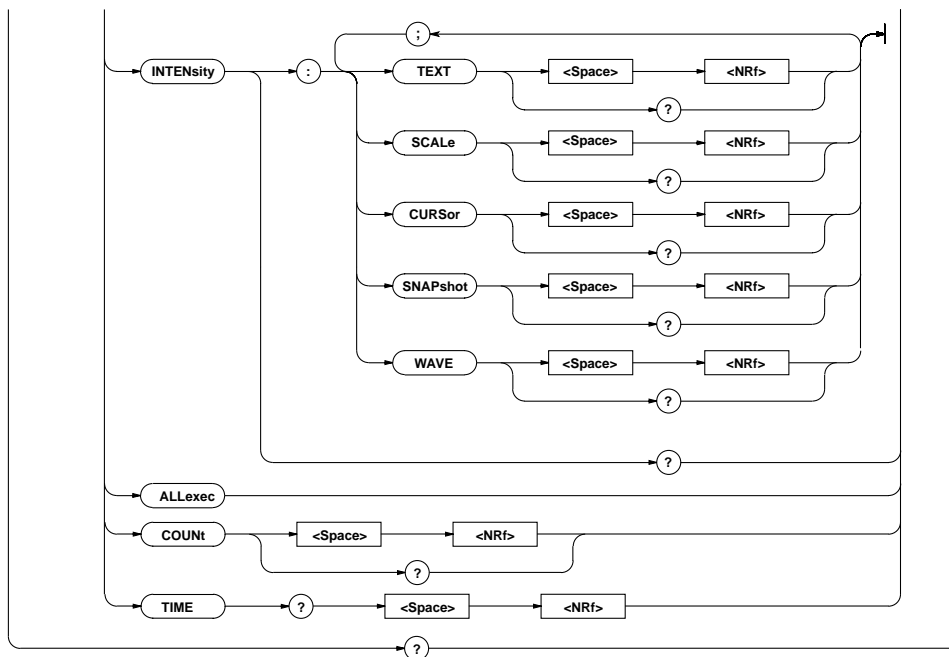 ;
INTENsity : TEXT <Space> <NRf>
?
SCALe <Space> <NRf>
?
CURSor <Space> <NRf>
?
SNAPshot <Space> <NRf>
?
WAVE <Space> <NRf>
?
?
ALLexec
COUNt <Space> <NRf>
?
TIME ? <Space> <NRf>
?